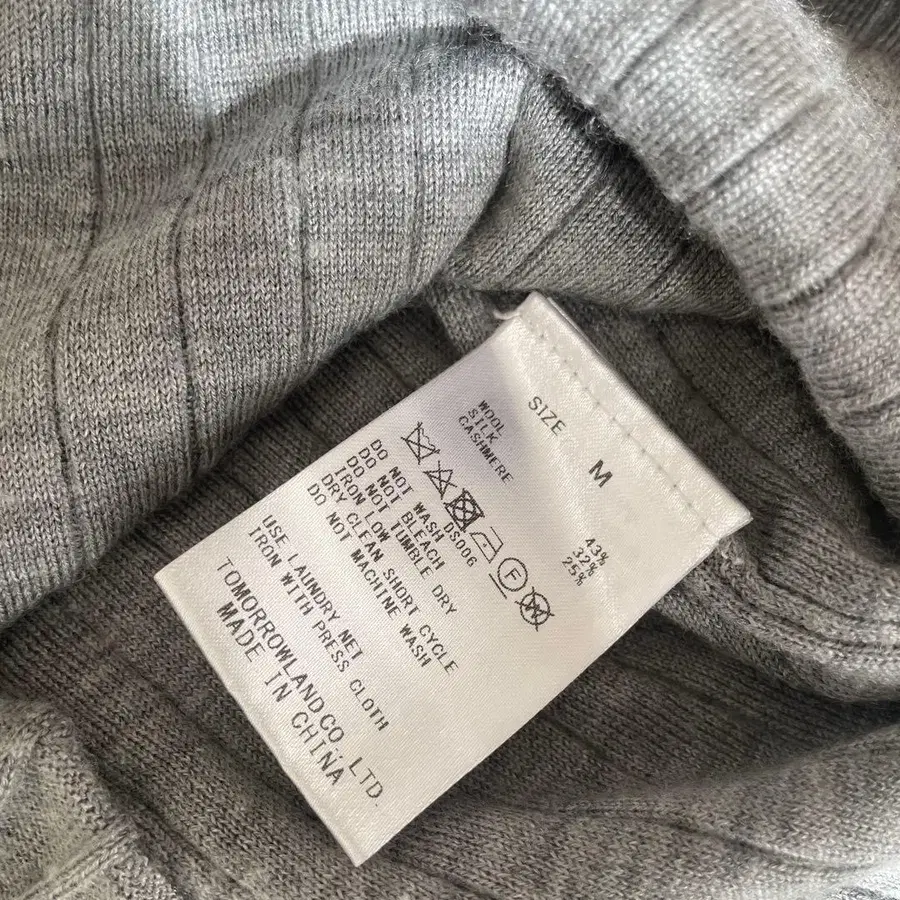 SIZE M
WOOL 43%
SILK 32%
CASHMERE 25%
F W
DS006
DO NOT WASH
DO NOT BLEACH
DO NOT TUMBLE DRY
IRON LOW
DRY CLEAN SHORT CYCLE
DO NOT MACHINE WASH
USE LAUNDRY NET
IRON WITH PRESS CLOTH
TOMORROWLAND CO., LTD.
MADE IN CHINA